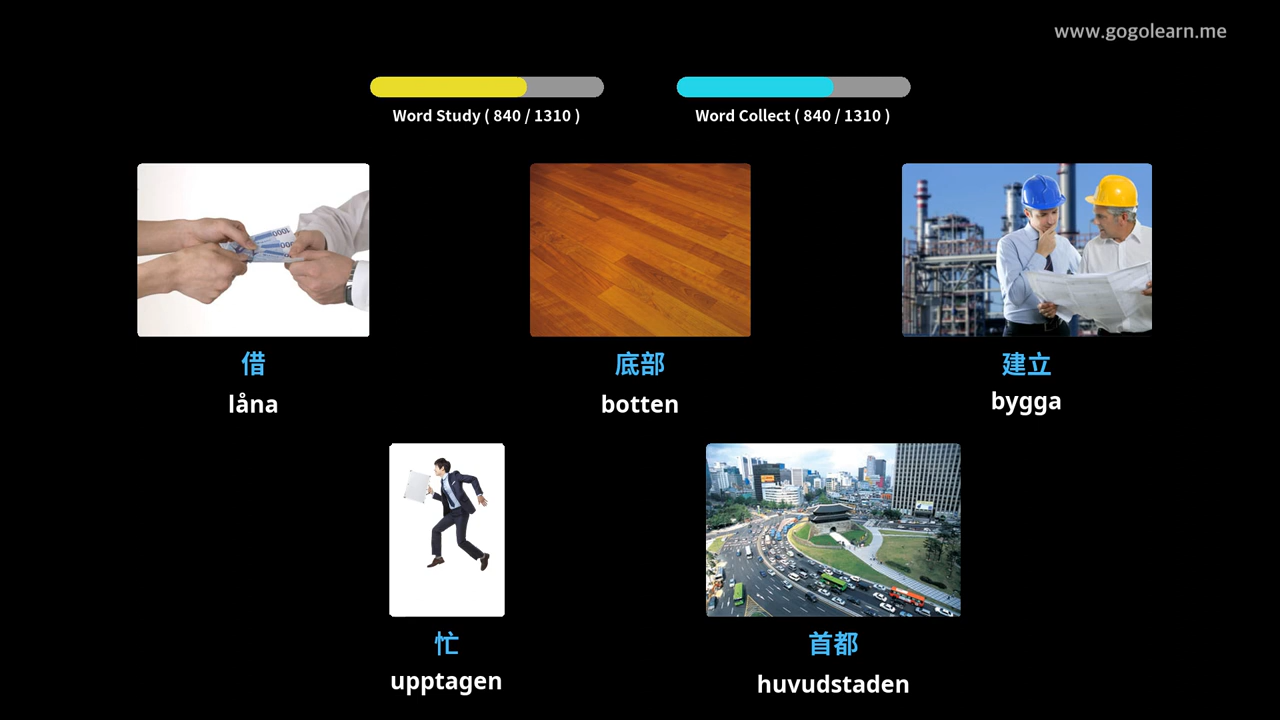 www.gogolearn.me
Word Study ( 840 / 1310 )
Word Collect ( 840 / 1310 )
借
låna
底部
botten
建立
bygga
忙
upptagen
首都
huvudstaden